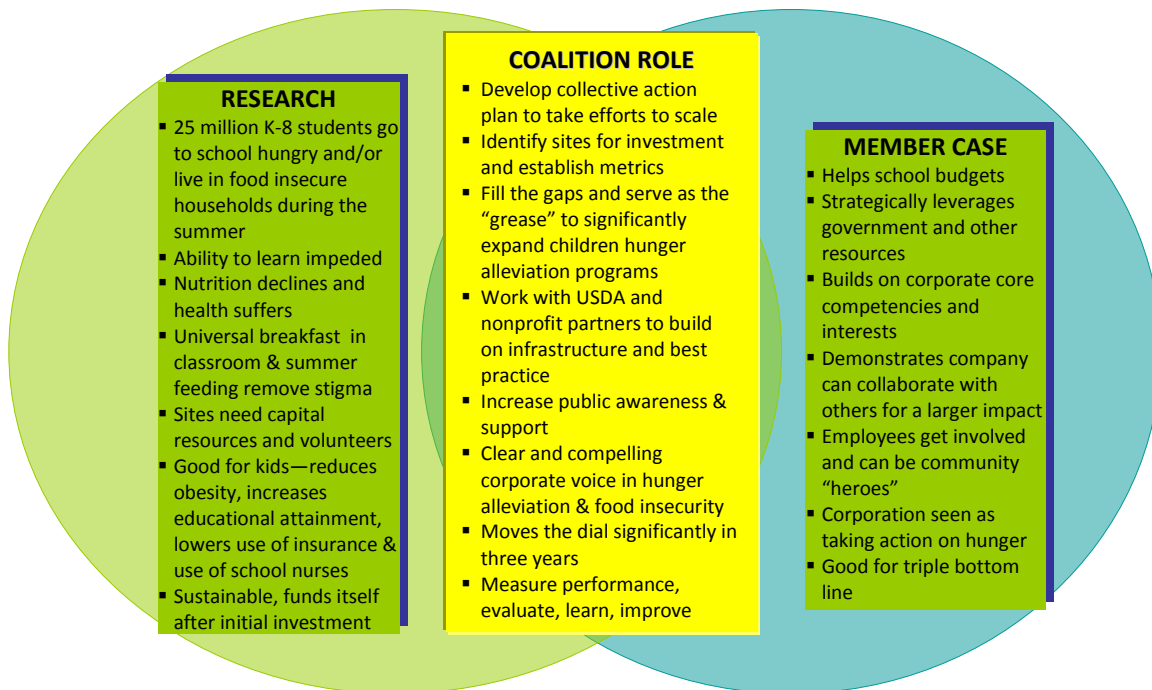 RESEARCH
▪ 25 million K-8 students go
to school hungry and/or
live in food insecure
households during the
summer
▪ Ability to learn impeded
▪ Nutrition declines and
health suffers
▪ Universal breakfast in
classroom & summer
feeding remove stigma
▪ Sites need capital
resources and volunteers
▪ Good for kids—reduces
obesity, increases
educational attainment,
lowers use of insurance &
use of school nurses
▪ Sustainable, funds itself
after initial investment
COALITION ROLE
▪ Develop collective action
plan to take efforts to scale
▪ Identify sites for investment
and establish metrics
▪ Fill the gaps and serve as the
“grease” to significantly
expand children hunger
alleviation programs
▪ Work with USDA and
nonprofit partners to build
on infrastructure and best
practice
▪ Increase public awareness &
support
▪ Clear and compelling
corporate voice in hunger
alleviation & food insecurity
▪ Moves the dial significantly in
three years
▪ Measure performance,
evaluate, learn, improve
MEMBER CASE
▪ Helps school budgets
▪ Strategically leverages
government and other
resources
▪ Builds on corporate core
competencies and
interests
▪ Demonstrates company
can collaborate with
others for a larger impact
▪ Employees get involved
and can be community
“heroes”
▪ Corporation seen as
taking action on hunger
▪ Good for triple bottom
line